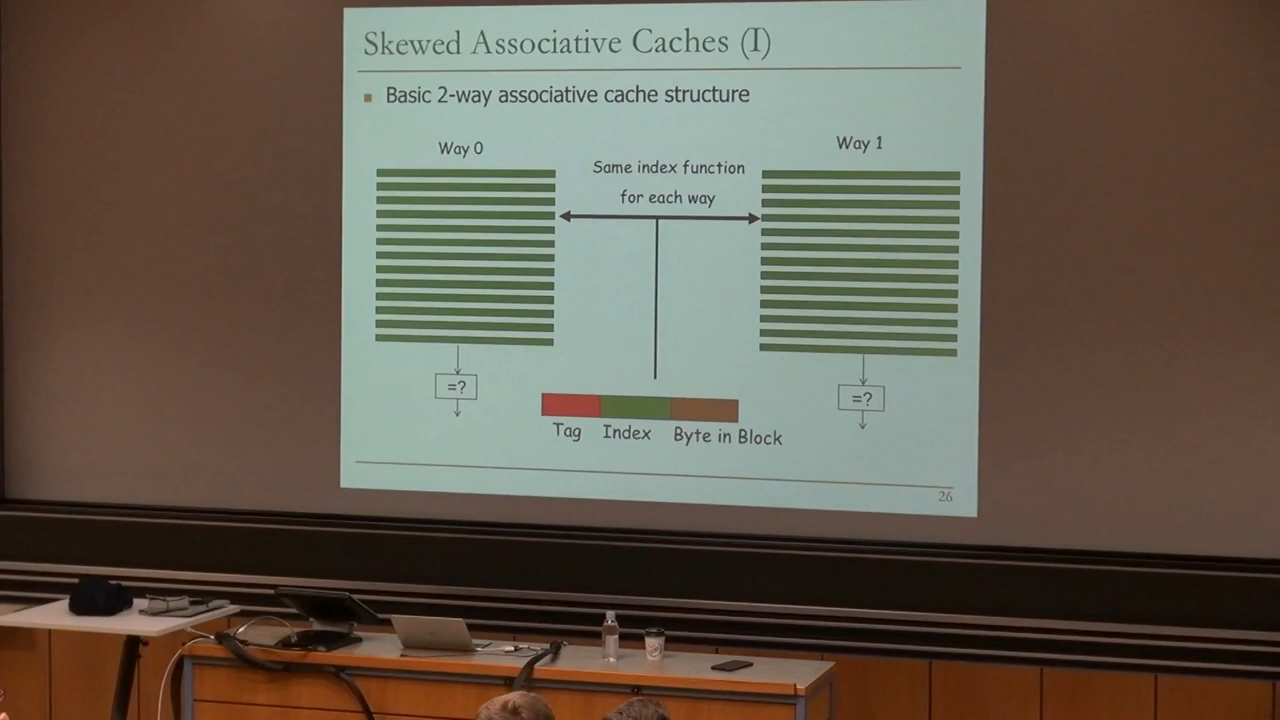 Skewed Associative Caches (I)
Basic 2-way associative cache structure
Way 0
Way 1
Same index function
for each way
=?
=?
Tag
Index
Byte in Block
26